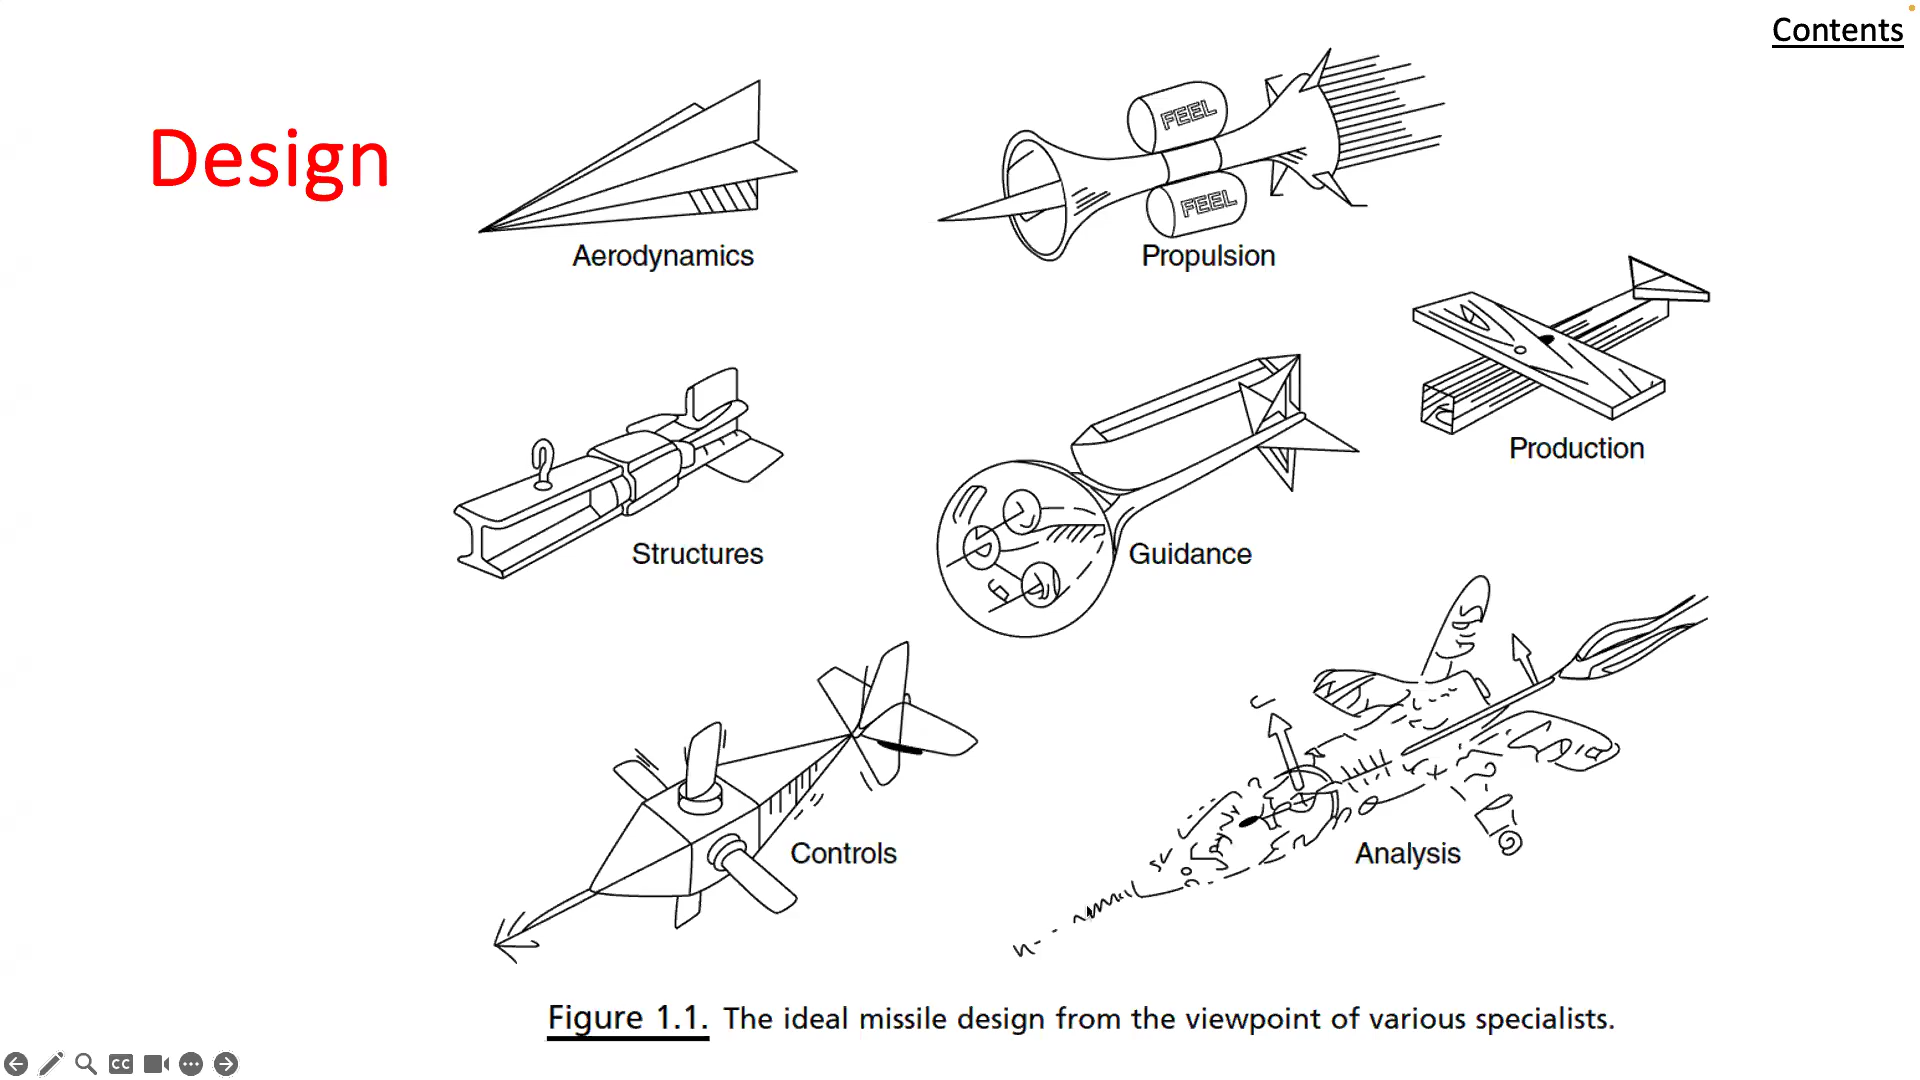 Contents
Design
FEEL
FEEL
Aerodynamics
Propulsion
Production
Structures
Guidance
Controls
Analysis
Figure 1.1. The ideal missile design from the viewpoint of various specialists.
CC